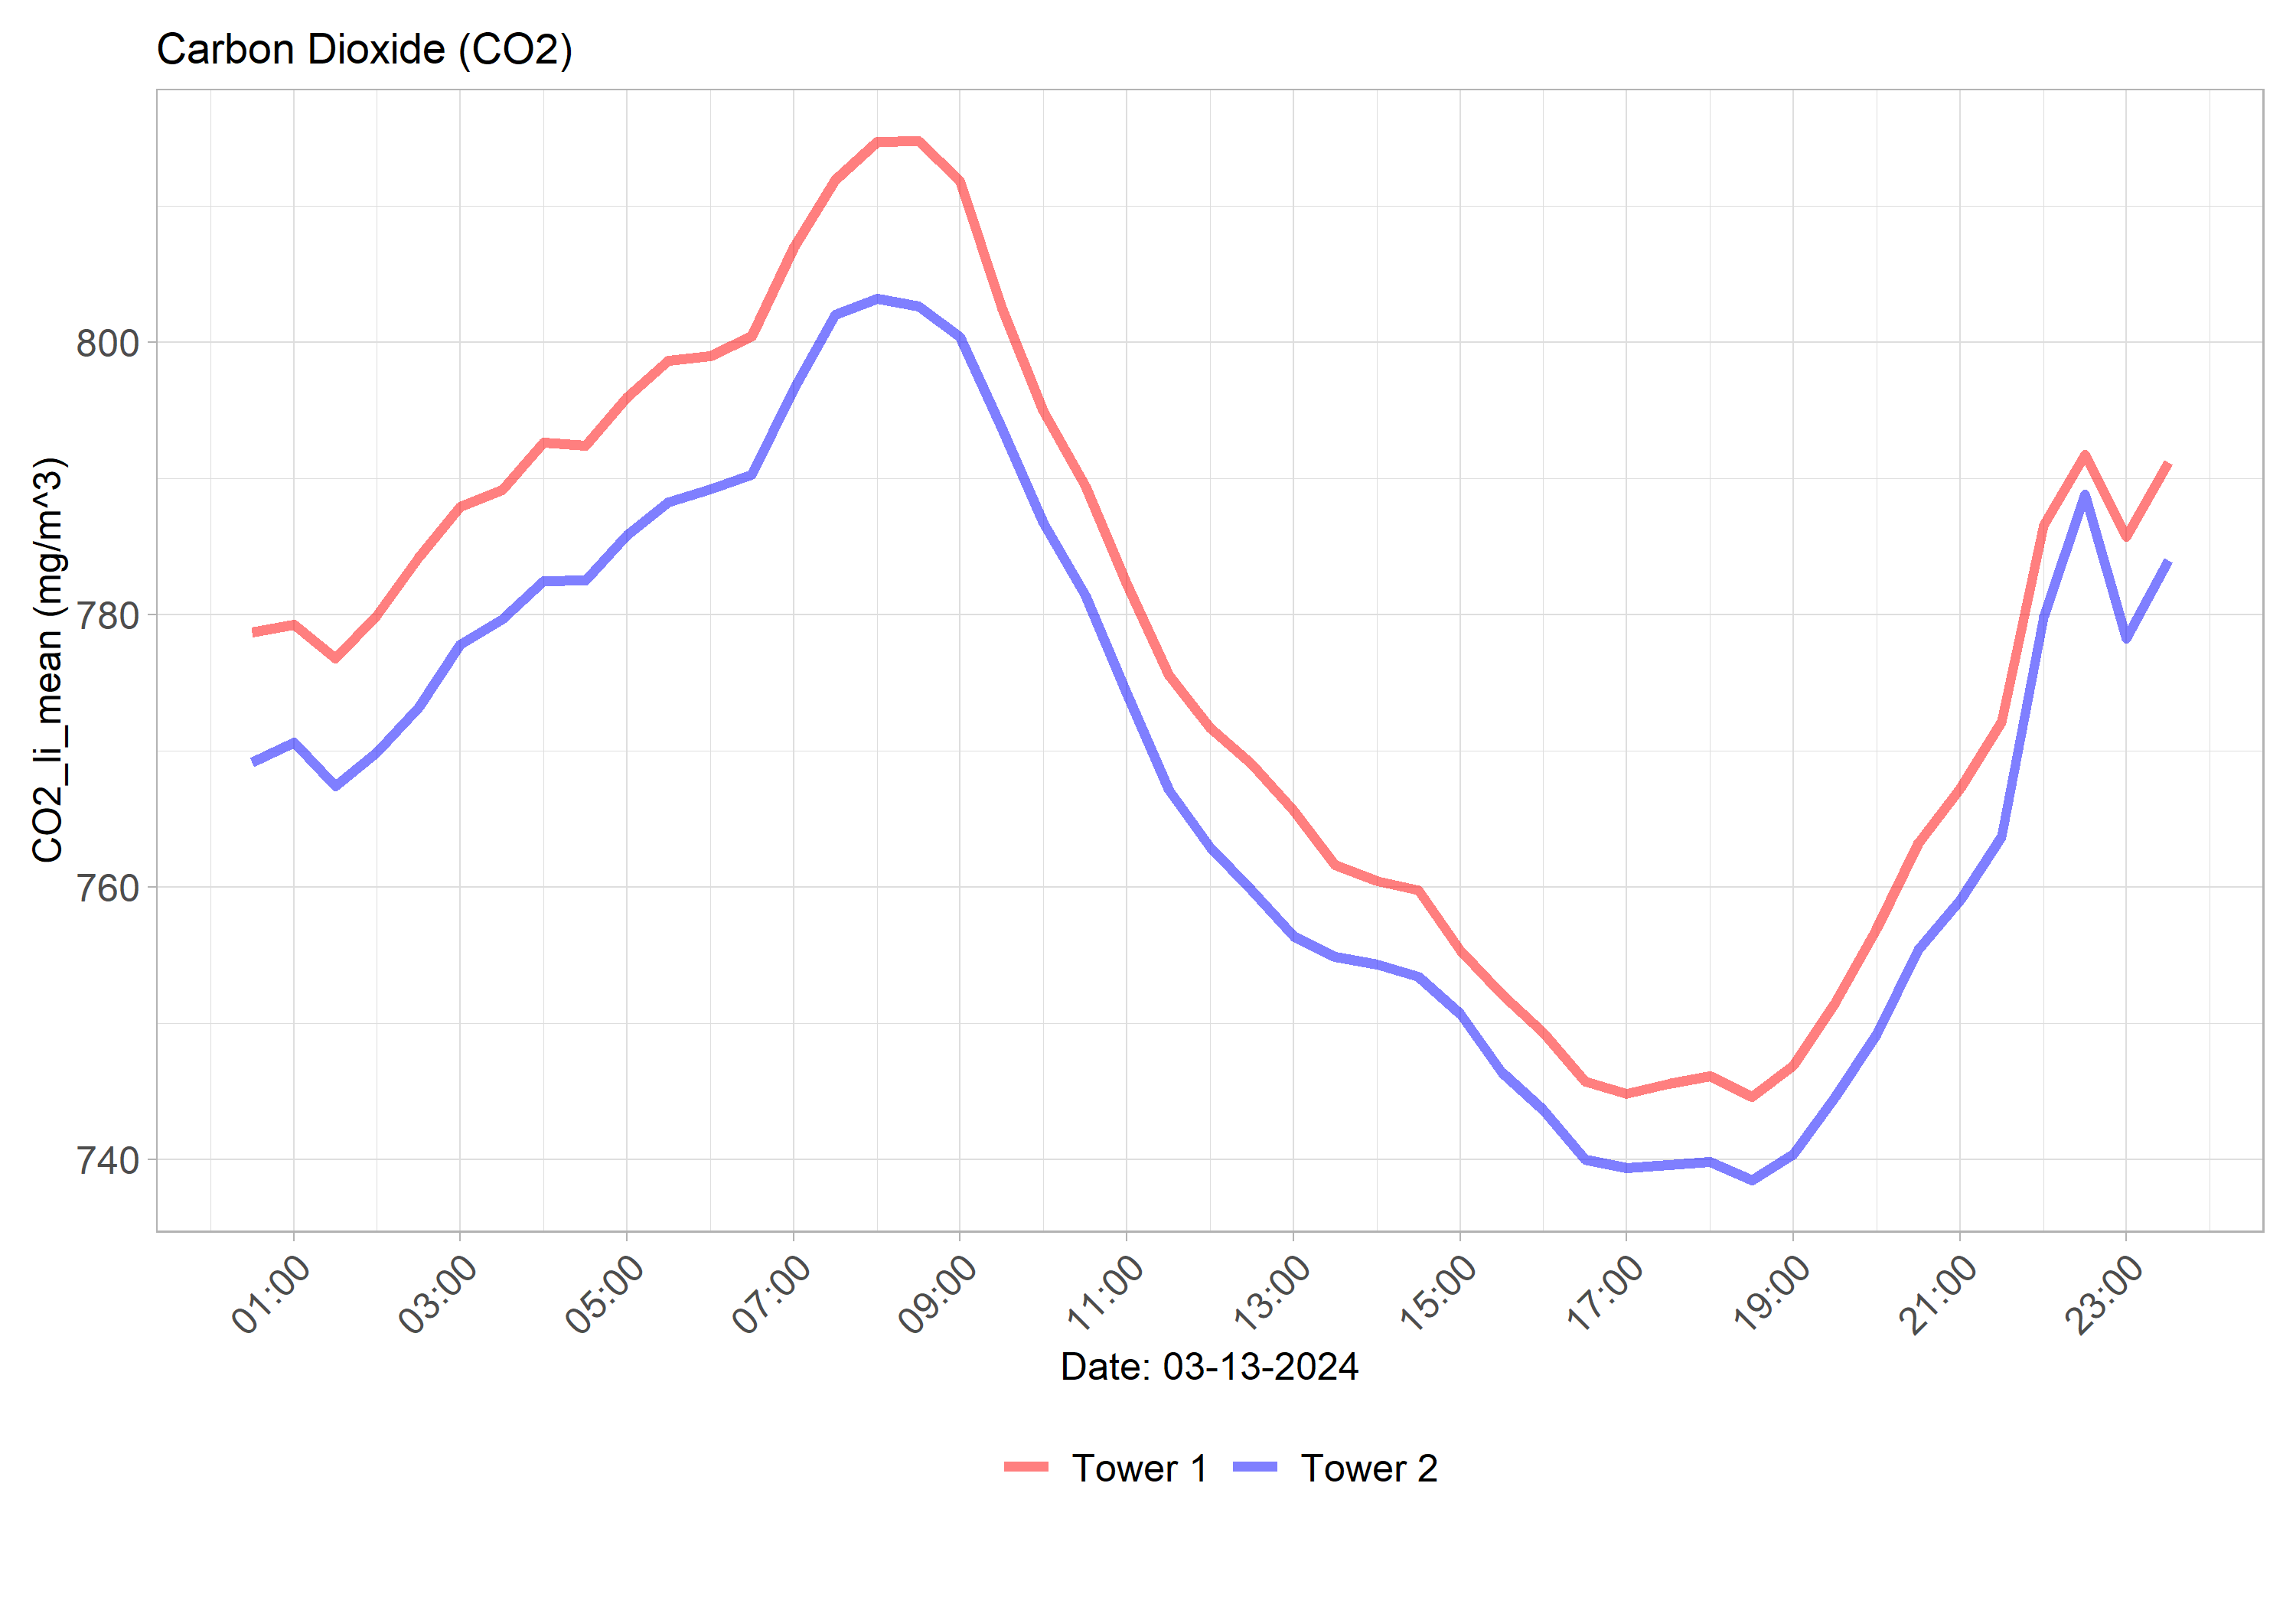 Carbon Dioxide (CO2)
CO2_li_mean (mg/m^3)
800
780
760
740
01:00 03:00 05:00 07:00 09:00 11:00 13:00 15:00 17:00 19:00 21:00 23:00
Date: 03-13-2024
Tower 1 Tower 2